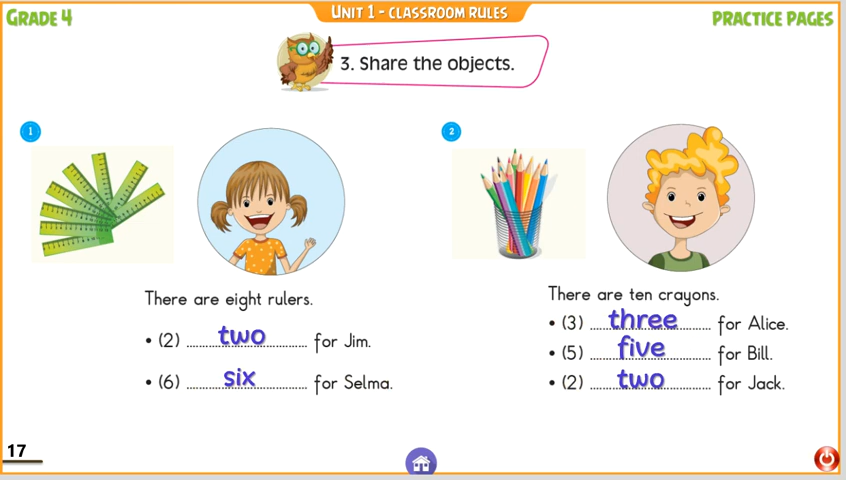 GRADE 4
UNIT 1 - CLASSROOM RULES
PRACTICE PAGES
3. Share the objects.
1
There are eight rulers.
• (2) ........two........ for Jim.
• (6) ........six........ for Selma.
2
There are ten crayons.
• (3) ........three........ for Alice.
• (5) ........five........ for Bill.
• (2) ........two........ for Jack.
17